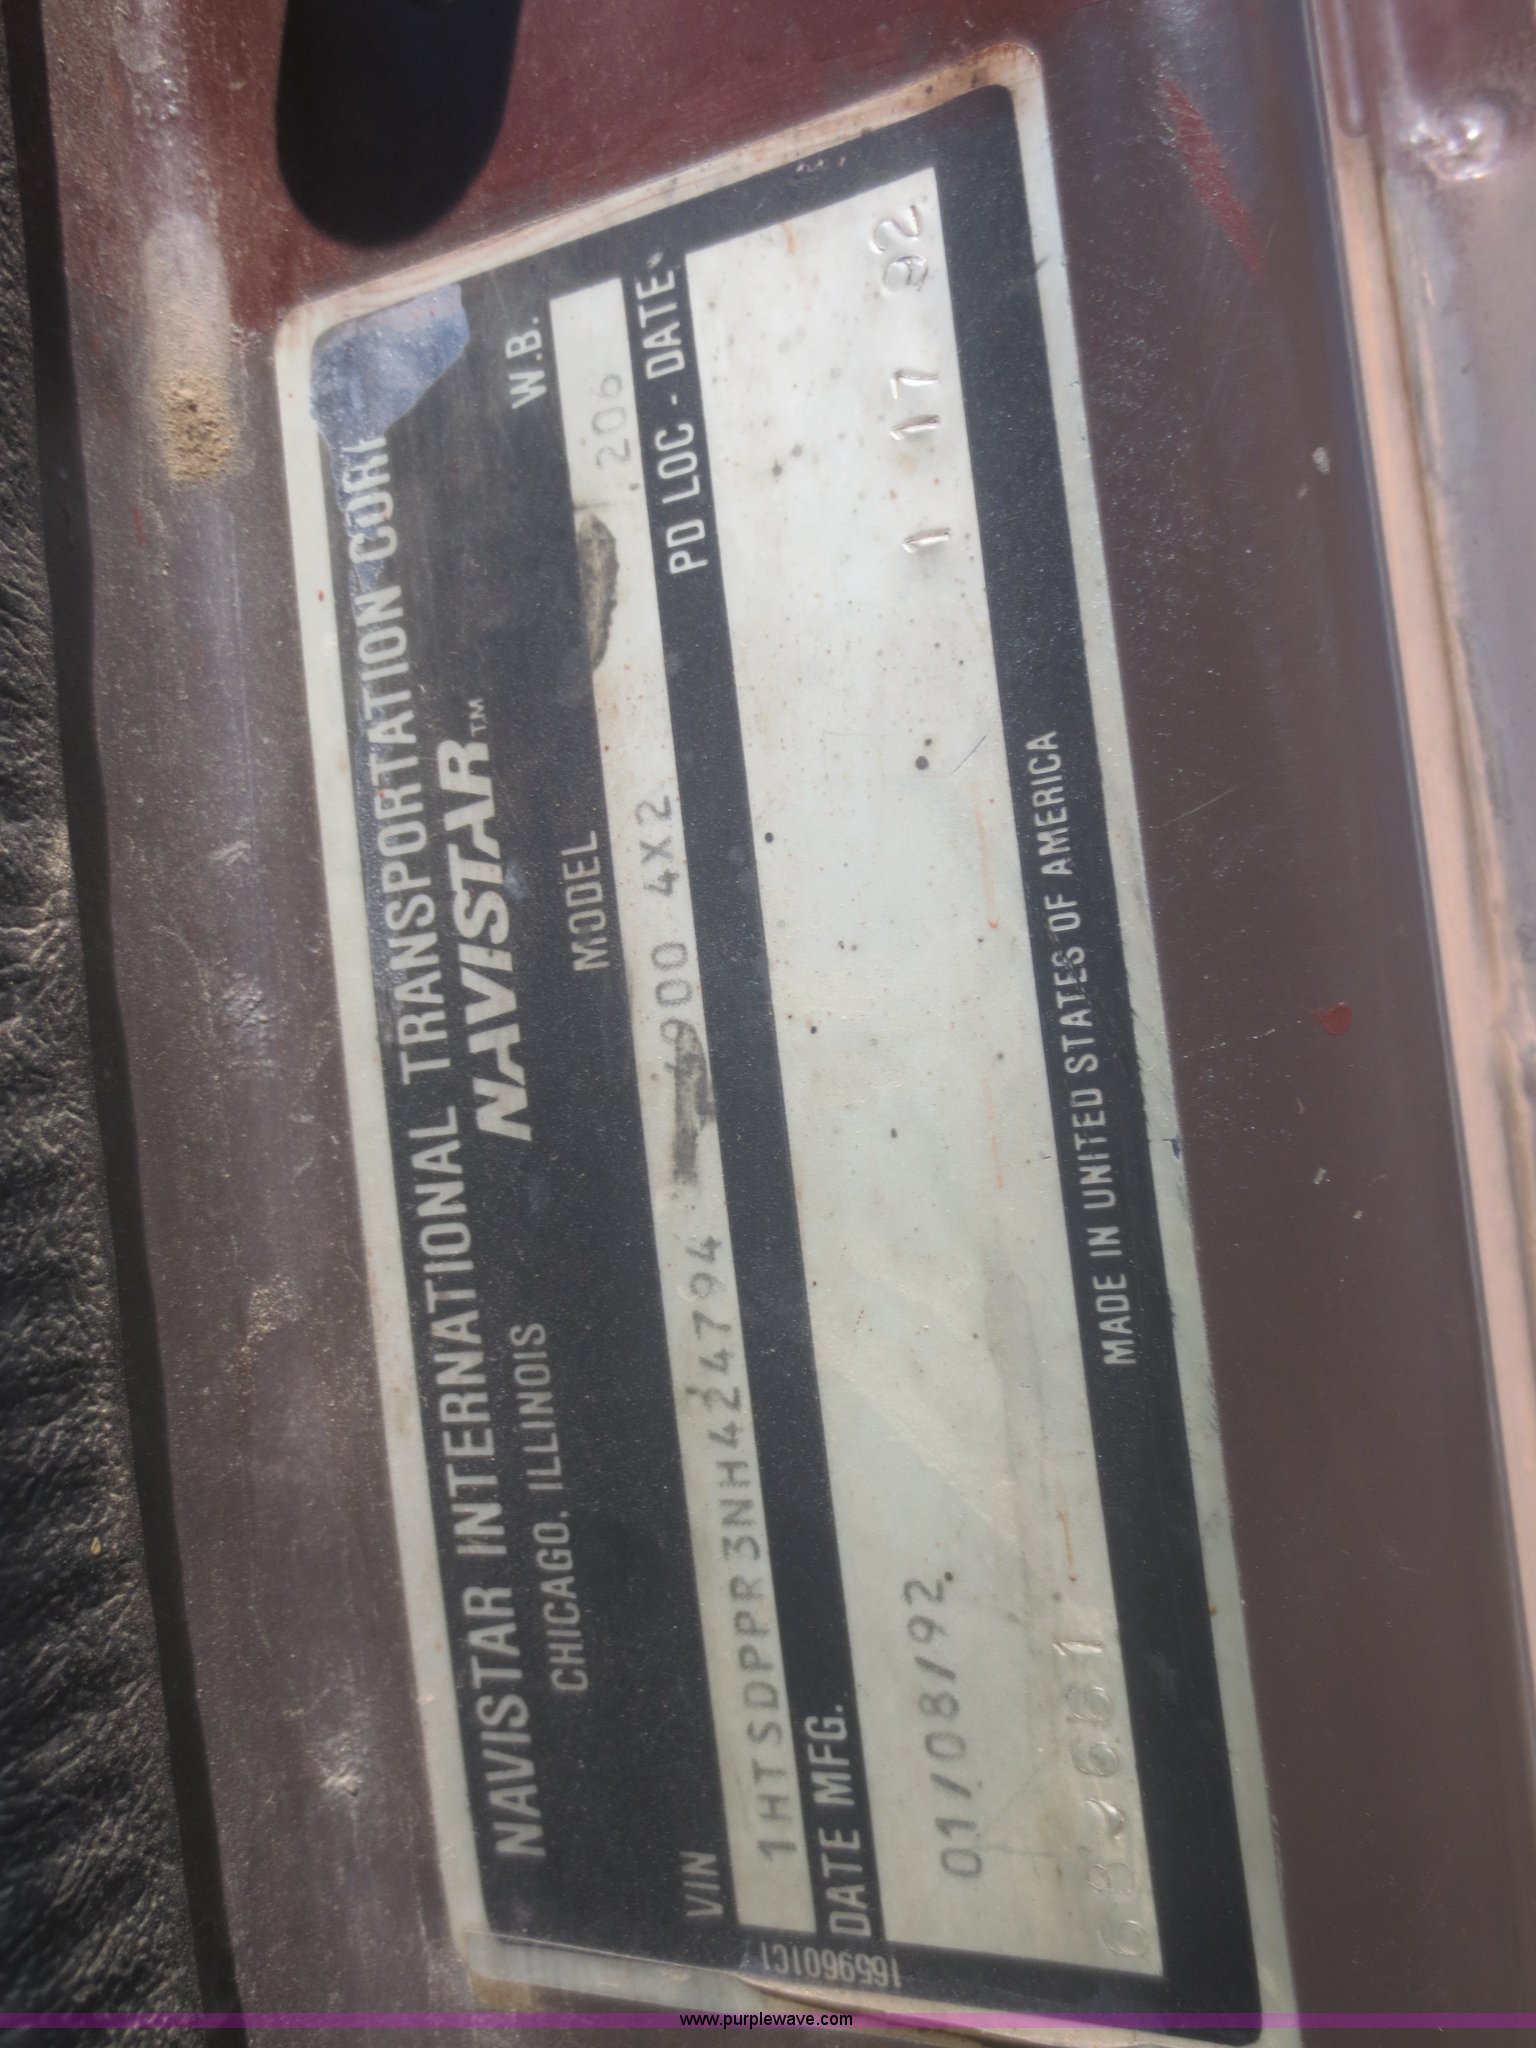 NAVISTAR INTERNATIONAL TRANSPORTATION CORP
CHICAGO, ILLINOIS NAVISTAR™
VIN MODEL W.B.
1HTSDPPR3NH424794 4900 4X2 206
DATE MFG. PD LOC - DATE
01/08/92 1 17 92
MADE IN UNITED STATES OF AMERICA
1659601C1
www.purplewave.com